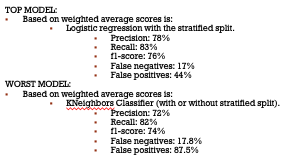 TOP MODEL:
• Based on weighted average scores is:
• Logistic regression with the stratified split.
• Precision: 78%
• Recall: 83%
• f1-score: 76%
• False negatives: 17%
• False positives: 44%
WORST MODEL:
• Based on weighted average scores is:
• KNeighbors Classifier (with or without stratified split).
• Precision: 72%
• Recall: 82%
• f1-score: 74%
• False negatives: 17.8%
• False positives: 87.5%